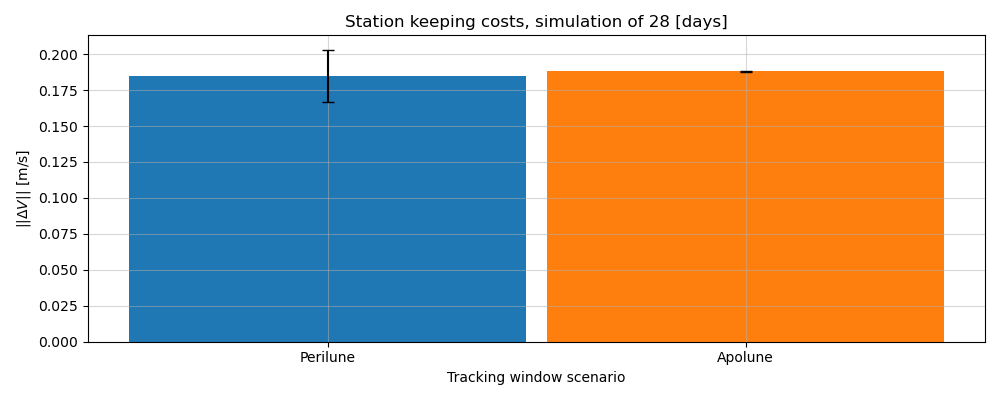 Station keeping costs, simulation of 28 [days]
||ΔV|| [m/s]
0.200
0.175
0.150
0.125
0.100
0.075
0.050
0.025
0.000
Perilune
Apolune
Tracking window scenario